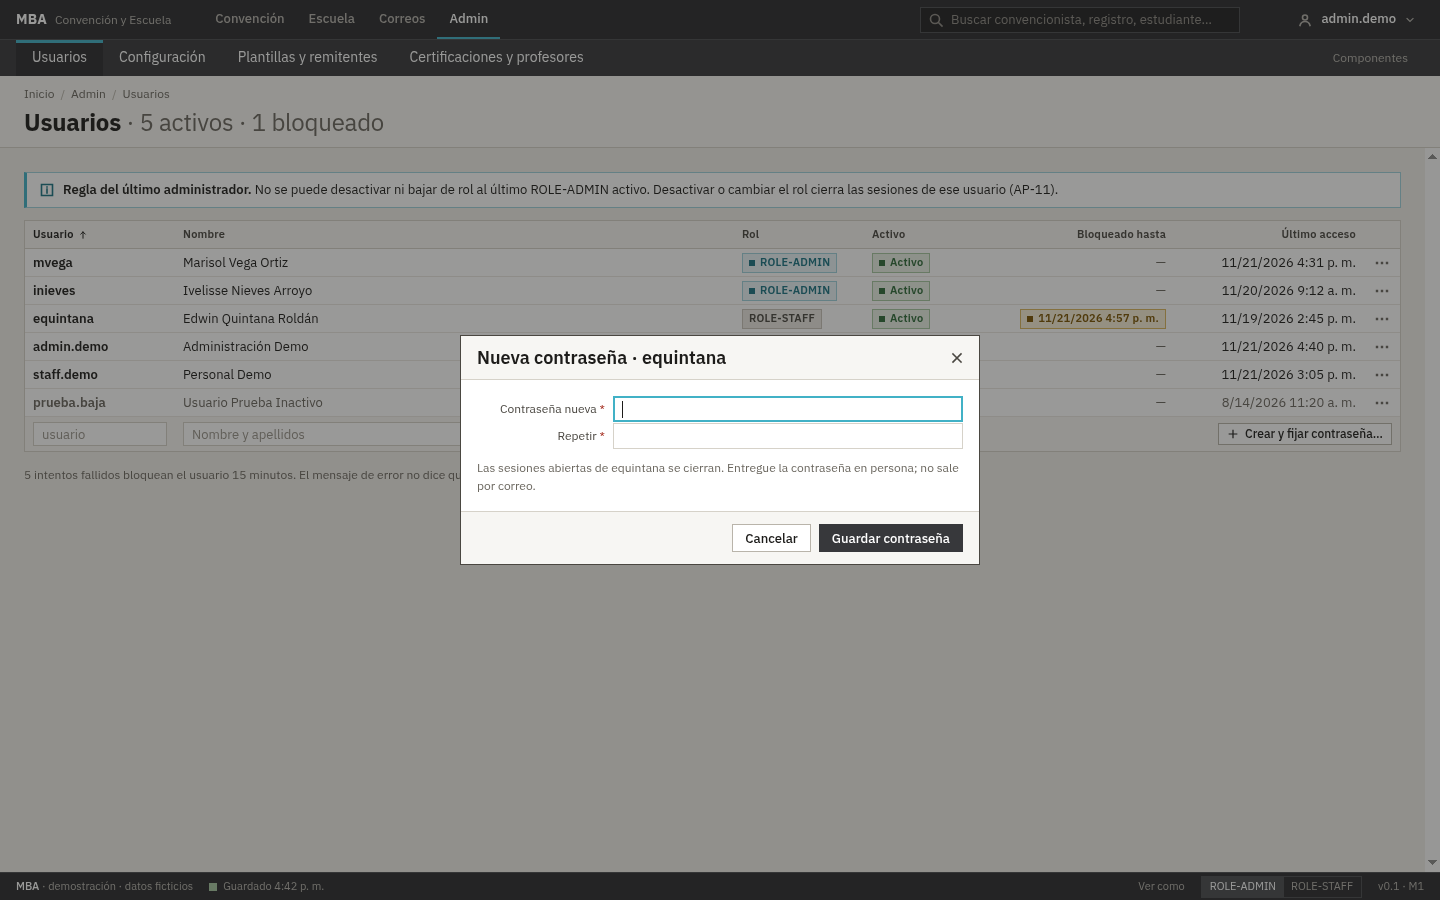 MBA Convención y Escuela Convención Escuela Correos Admin Buscar convencionista, registro, estudiante... admin.demo
Usuarios Configuración Plantillas y remitentes Certificaciones y profesores Componentes
Inicio / Admin / Usuarios
Usuarios · 5 activos · 1 bloqueado
Regla del último administrador. No se puede desactivar ni bajar de rol al último ROLE-ADMIN activo. Desactivar o cambiar el rol cierra las sesiones de ese usuario (AP-11).
Usuario ↑ Nombre Rol Activo Bloqueado hasta Último acceso
mvega Marisol Vega Ortiz ROLE-ADMIN Activo — 11/21/2026 4:31 p. m. ···
inieves Ivelisse Nieves Arroyo ROLE-ADMIN Activo — 11/20/2026 9:12 a. m. ···
equintana Edwin Quintana Roldán ROLE-STAFF Activo 11/21/2026 4:57 p. m. 11/19/2026 2:45 p. m. ···
admin.demo Administración Demo — 11/21/2026 4:40 p. m. ···
staff.demo Personal Demo — 11/21/2026 3:05 p. m. ···
prueba.baja Usuario Prueba Inactivo — 8/14/2026 11:20 a. m. ···
usuario Nombre y apellidos + Crear y fijar contraseña...
5 intentos fallidos bloquean el usuario 15 minutos. El mensaje de error no dice
Nueva contraseña · equintana ×
Contraseña nueva *
Repetir *
Las sesiones abiertas de equintana se cierran. Entregue la contraseña en persona; no sale
por correo.
Cancelar Guardar contraseña
MBA · demostración · datos ficticios Guardado 4:42 p. m. Ver como ROLE-ADMIN ROLE-STAFF v0.1 · M1